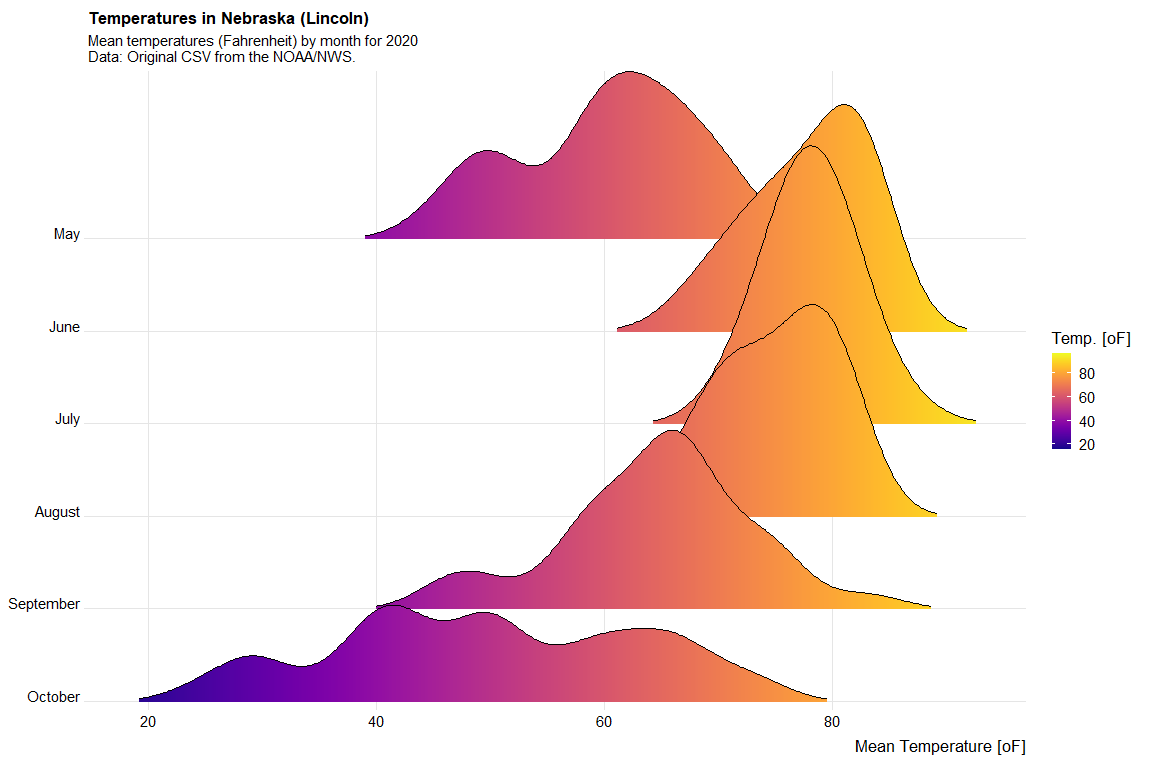 Temperatures in Nebraska (Lincoln)
Mean temperatures (Fahrenheit) by month for 2020
Data: Original CSV from the NOAA/NWS.
May
June
July
August
September
October
20 40 60 80
Mean Temperature [oF]
Temp. [oF]
80
60
40
20